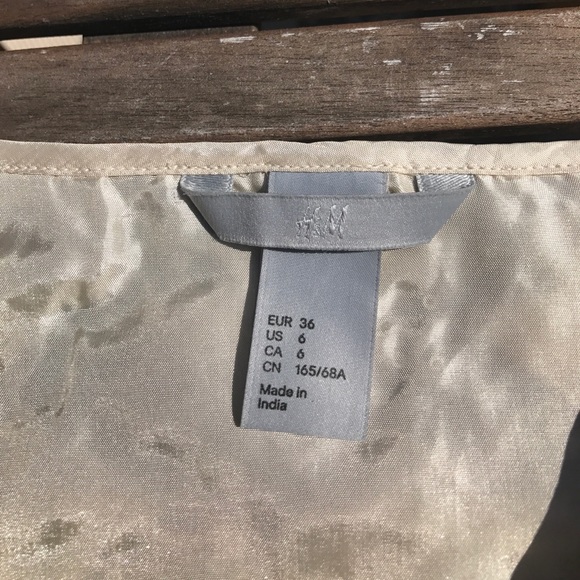 H&M
EUR 36
US 6
CA 6
CN 165/68A
Made in
India